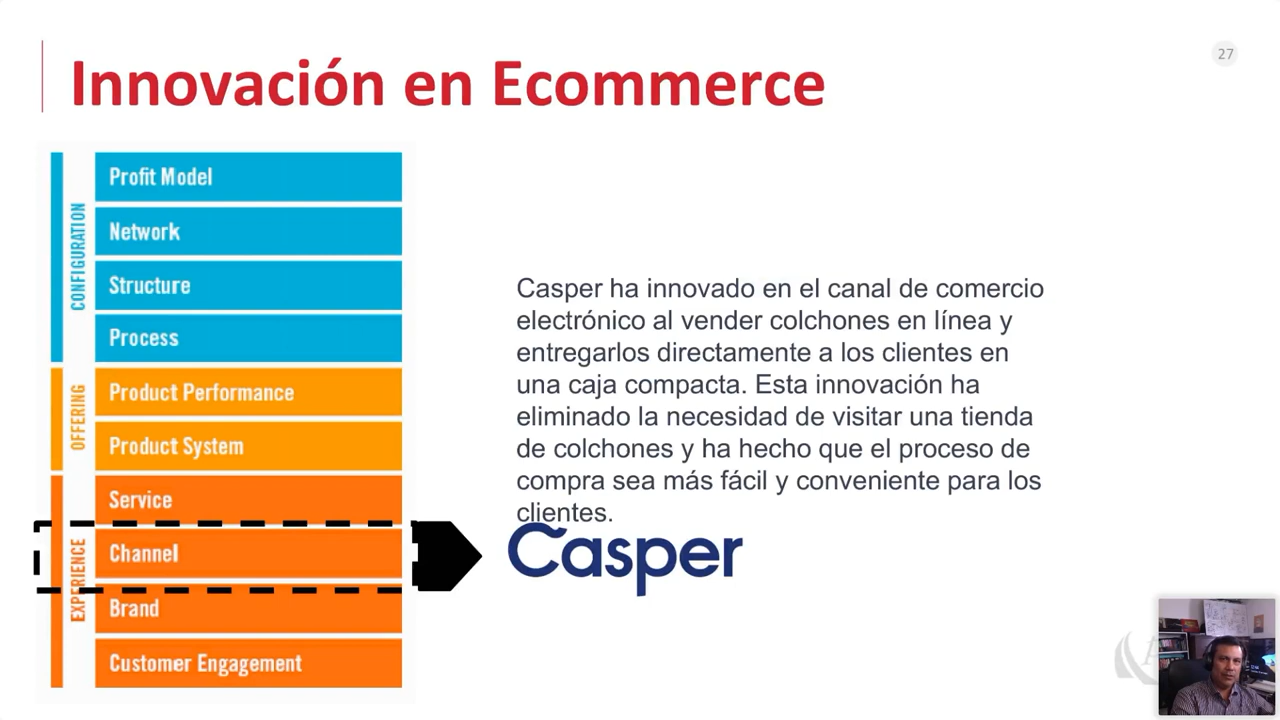 27
Innovación en Ecommerce
CONFIGURATION
Profit Model
Network
Structure
Process
OFFERING
Product Performance
Product System
EXPERIENCE
Service
Channel
Brand
Customer Engagement
Casper ha innovado en el canal de comercio
electrónico al vender colchones en línea y
entregarlos directamente a los clientes en
una caja compacta. Esta innovación ha
eliminado la necesidad de visitar una tienda
de colchones y ha hecho que el proceso de
compra sea más fácil y conveniente para los
clientes.
Casper